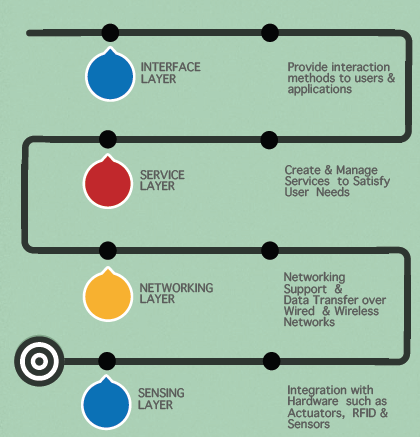 INTERFACE
LAYER
Provide interaction
methods to users &
applications
SERVICE
LAYER
Create & Manage
Services to Satisfy
User Needs
NETWORKING
LAYER
Networking
Support &
Data Transfer over
Wired & Wireless
Networks
SENSING
LAYER
Integration with
Hardware such as
Actuators, RFID &
Sensors